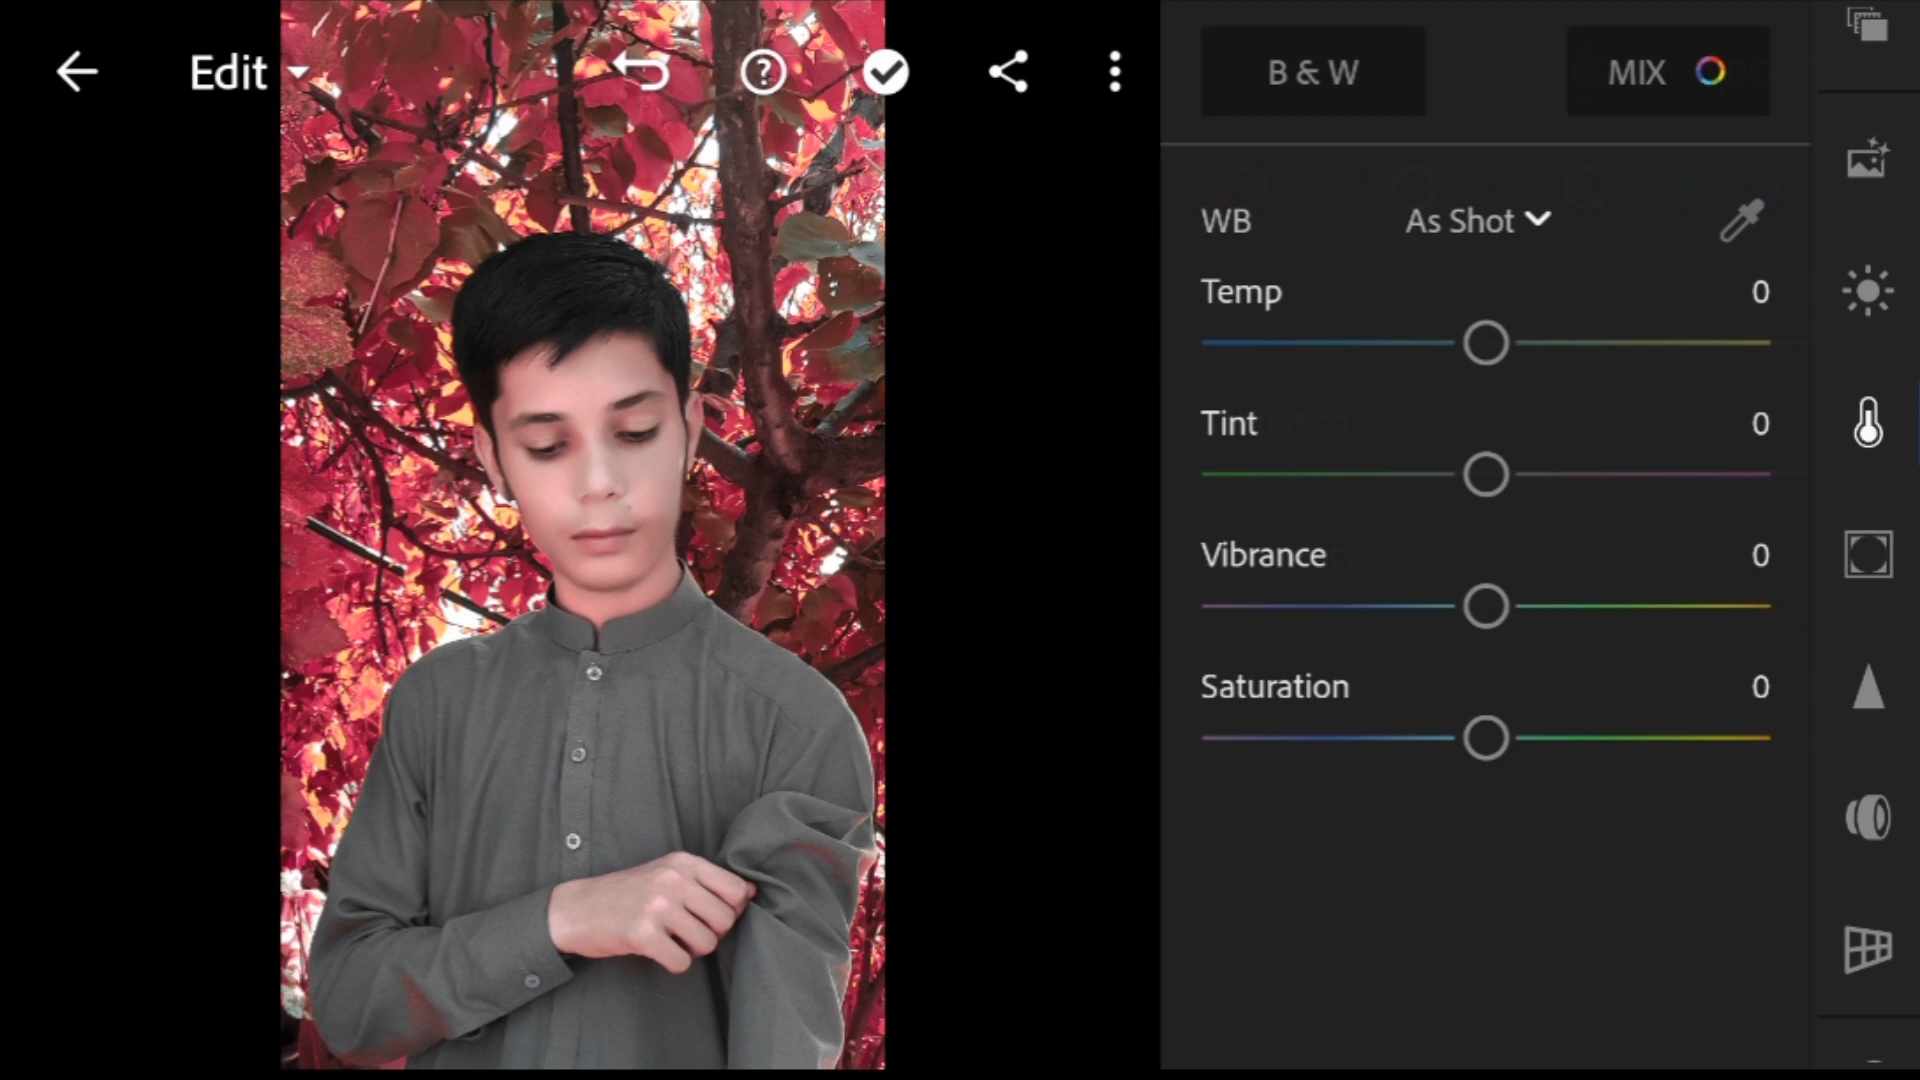 Edit
B & W
MIX
WB
As Shot
Temp
0
Tint
0
Vibrance
0
Saturation
0